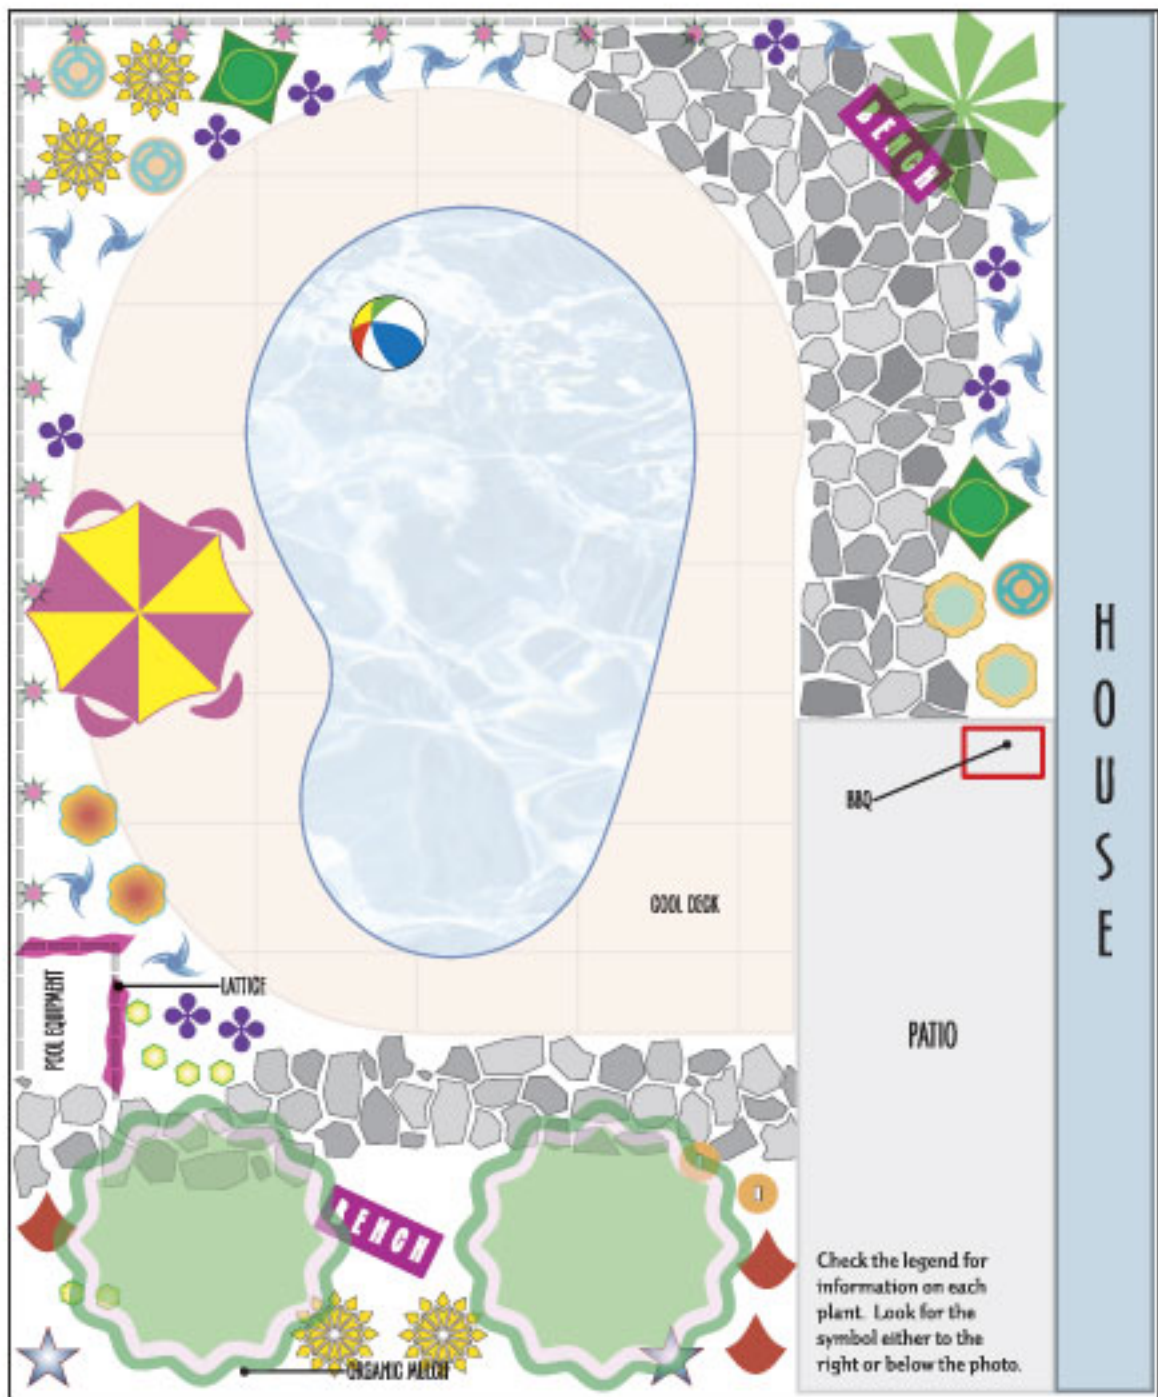 BENCH
HOUSE
BBQ
COOL DECK
LATTICE
POOL EQUIPMENT
PATIO
BENCH
ORGANIC MULCH
Check the legend for
information on each
plant. Look for the
symbol either to the
right or below the photo.